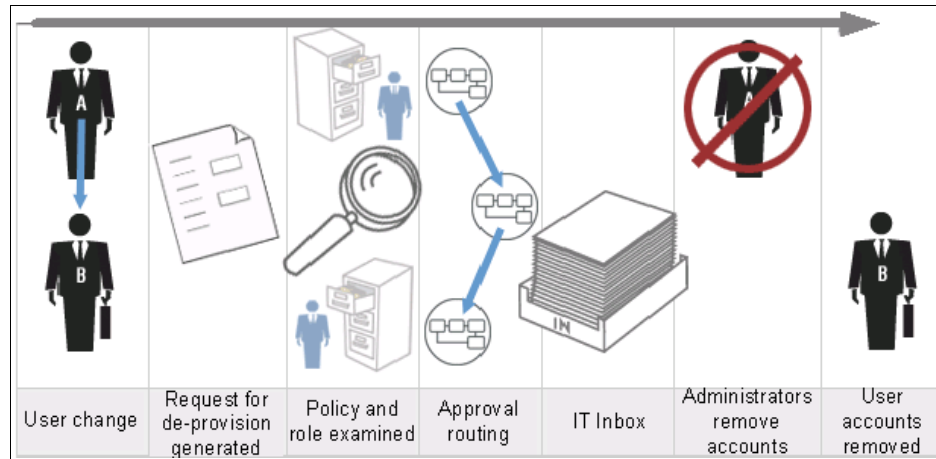 A
B
IN
A
B
User change
Request for
de-provision
generated
Policy and
role examined
Approval
routing
IT Inbox
Administrators
remove
accounts
User
accounts
removed